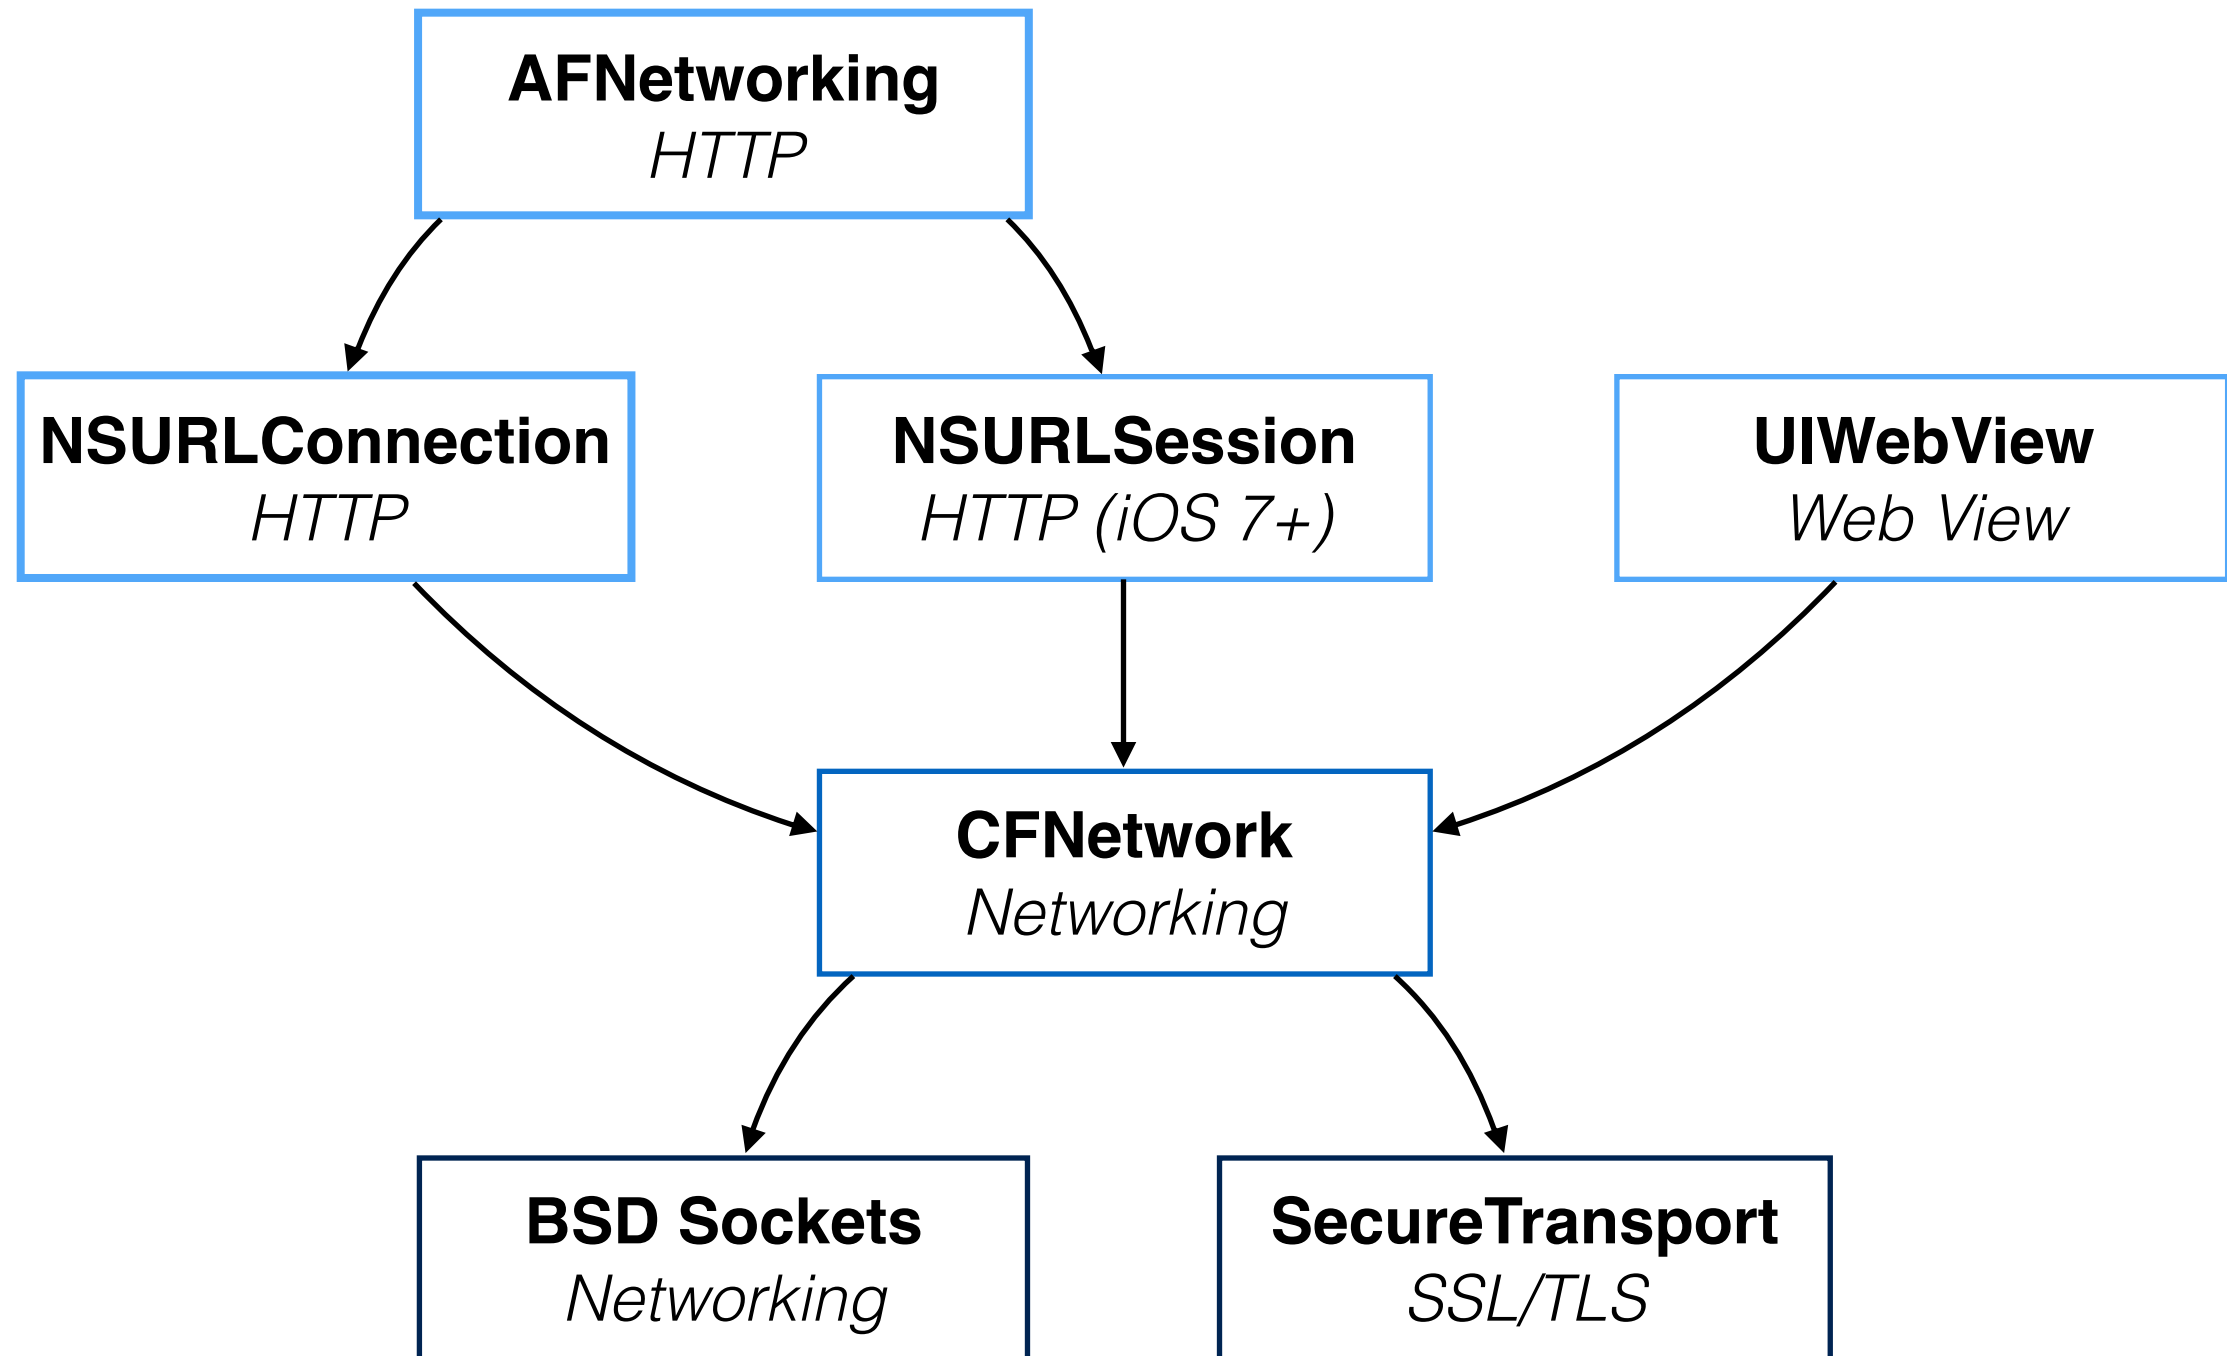 AFNetworking
HTTP
NSURLConnection
HTTP
NSURLSession
HTTP (iOS 7+)
UIWebView
Web View
CFNetwork
Networking
BSD Sockets
Networking
SecureTransport
SSL/TLS